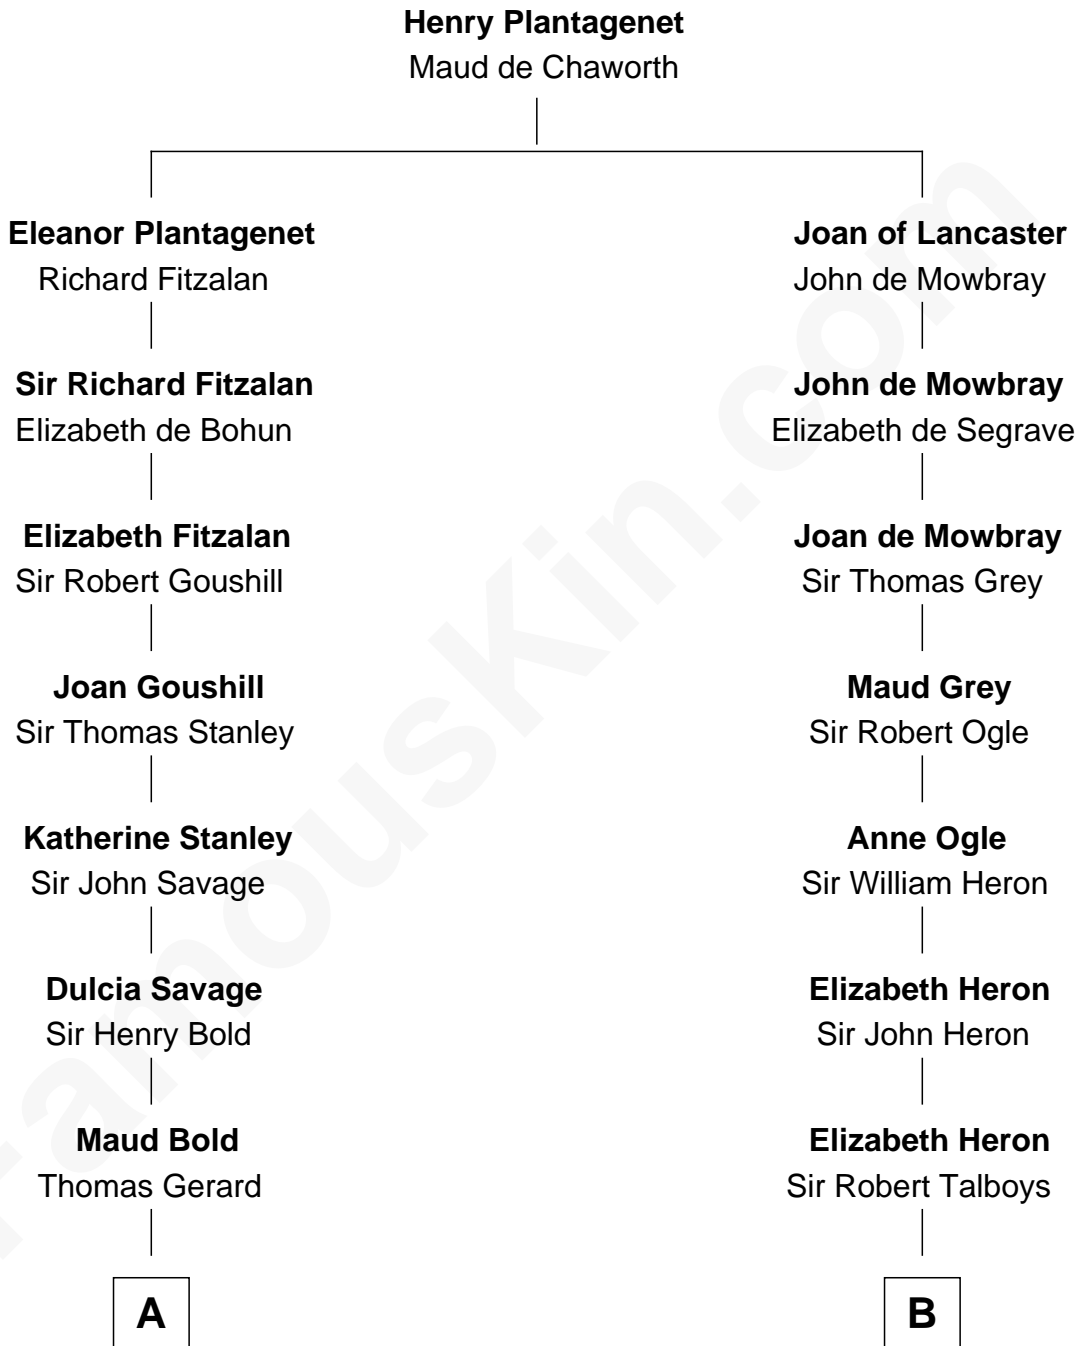 Henry Plantagenet
Maud de Chaworth
Eleanor Plantagenet
Richard Fitzalan
Joan of Lancaster
John de Mowbray
Sir Richard Fitzalan
Elizabeth de Bohun
John de Mowbray
Elizabeth de Segrave
Elizabeth Fitzalan
Sir Robert Goushill
Joan de Mowbray
Sir Thomas Grey
Joan Goushill
Sir Thomas Stanley
Maud Grey
Sir Robert Ogle
Katherine Stanley
Sir John Savage
Anne Ogle
Sir William Heron
Dulcia Savage
Sir Henry Bold
Elizabeth Heron
Sir John Heron
Maud Bold
Thomas Gerard
Elizabeth Heron
Sir Robert Talboys
A
B
FamousKin.com